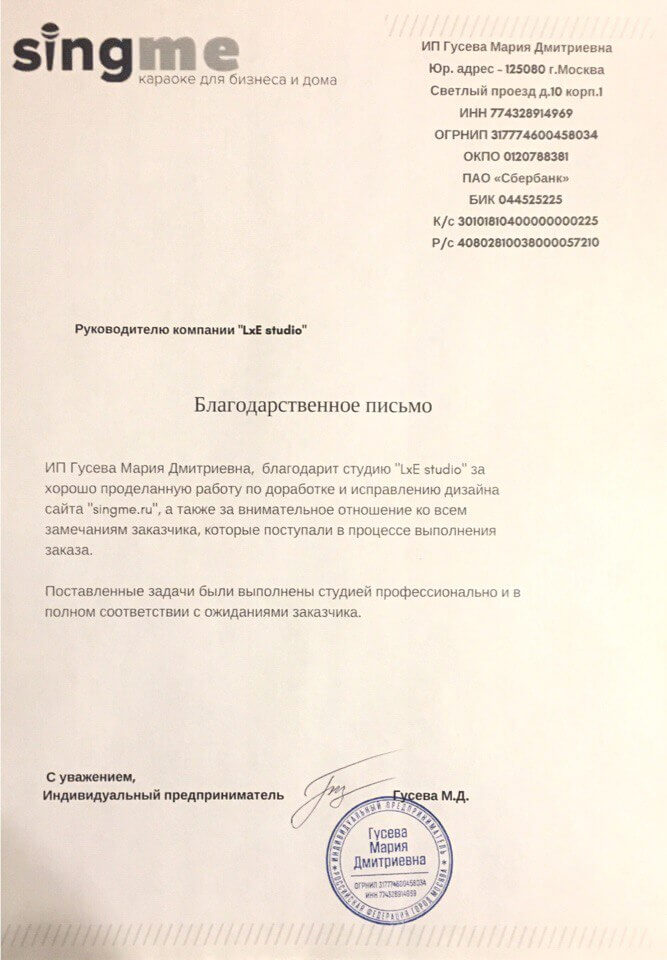 singme
караоке для бизнеса и дома
ИП Гусева Мария Дмитриевна
Юр. адрес - 125080 г.Москва
Светлый проезд д.10 корп.1
ИНН 774328914969
ОГРНИП 317774600458034
ОКПО 0120788381
ПАО «Сбербанк»
БИК 044525225
К/с 30101810400000000225
Р/с 40802810038000057210
Руководителю компании "LxE studio"
Благодарственное письмо
ИП Гусева Мария Дмитриевна, благодарит студию "LxE studio" за
хорошо проделанную работу по доработке и исправлению дизайна
сайта "singme.ru", а также за внимательное отношение ко всем
замечаниям заказчика, которые поступали в процессе выполнения
заказа.
Поставленные задачи были выполнены студией профессионально и в
полном соответствии с ожиданиями заказчика.
С уважением,
Индивидуальный предприниматель Гусева М.Д.
ИНДИВИДУАЛЬНЫЙ ПРЕДПРИНИМАТЕЛЬ
Гусева
Мария
Дмитриевна
ОГРНИП 317774600458034
ИНН 774328914969
РОССИЙСКАЯ ФЕДЕРАЦИЯ ГОРОД МОСКВА